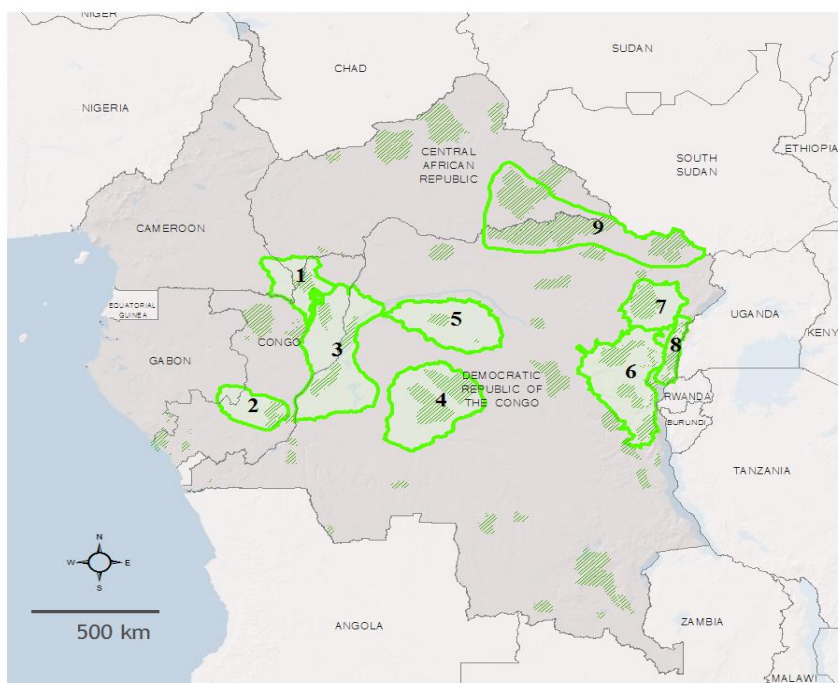 NIGER
SUDAN
CHAD
NIGERIA
ETHIOPIA
CENTRAL
AFRICAN
REPUBLIC
SOUTH
SUDAN
CAMEROON
9
1
EQUATORIAL
GUINEA
7
UGANDA
KENY
5
CONGO
3
8
GABON
6
DEMOCRATIC
REPUBLIC OF
THE CONGO
4
RWANDA
2
BURUNDI
TANZANIA
N
W
E
S
500 km
ANGOLA
ZAMBIA
MALAWI